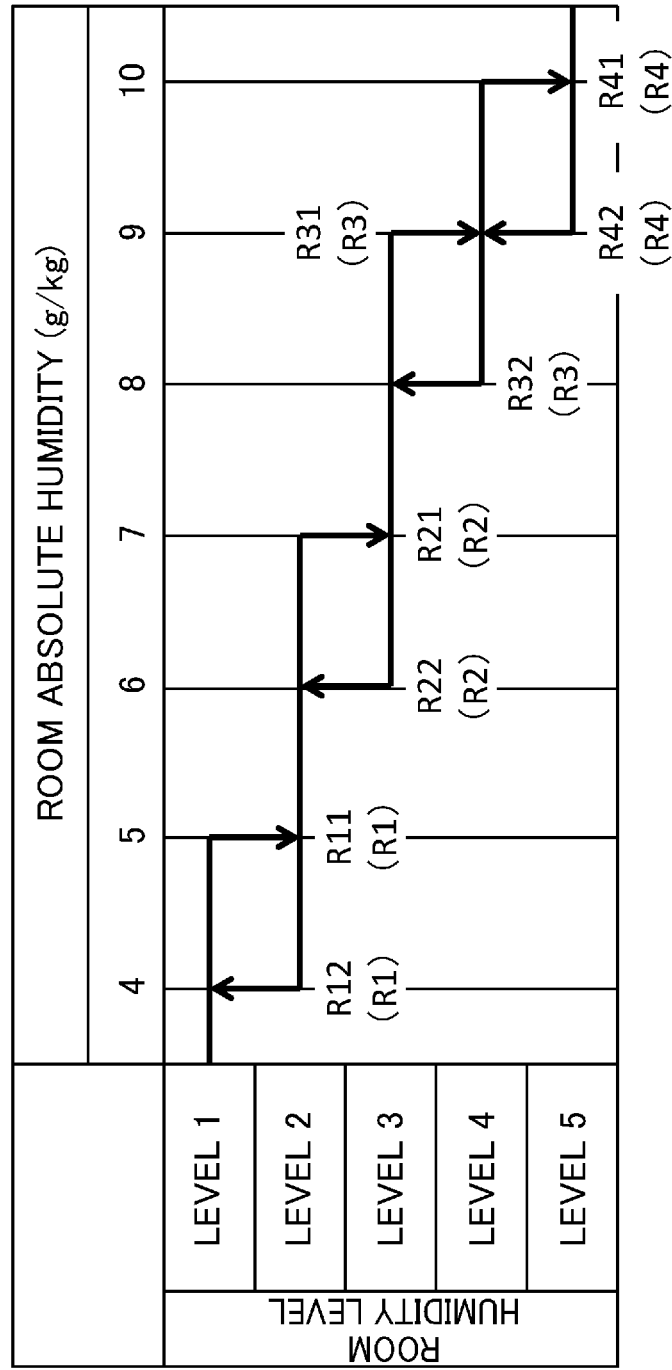 ROOM ABSOLUTE HUMIDITY (g/kg)
4 5 6 7 8 9 10
ROOM
HUMIDITY LEVEL
LEVEL 1
LEVEL 2
LEVEL 3
LEVEL 4
LEVEL 5
R12
(R1)
R11
(R1)
R22
(R2)
R21
(R2)
R32
(R3)
R31
(R3)
R42
(R4)
R41
(R4)